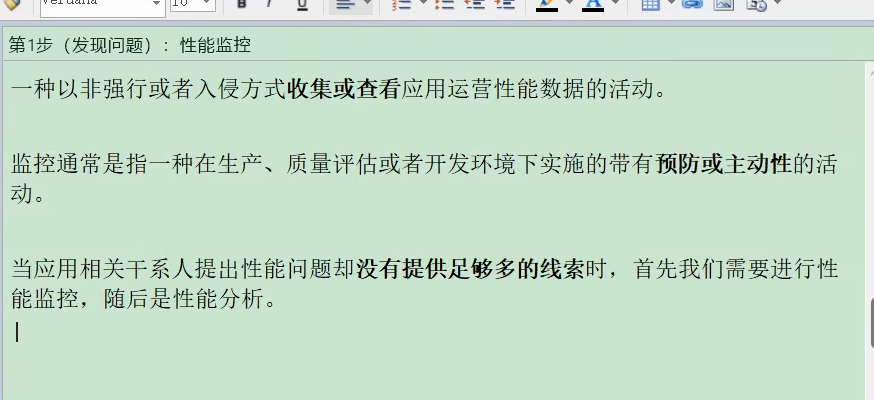 第1步（发现问题）：性能监控
一种以非强行或者入侵方式收集或查看应用运营性能数据的活动。
监控通常是指一种在生产、质量评估或者开发环境下实施的带有预防或主动性的活
动。
当应用相关干系人提出性能问题却没有提供足够多的线索时，首先我们需要进行性
能监控，随后是性能分析。